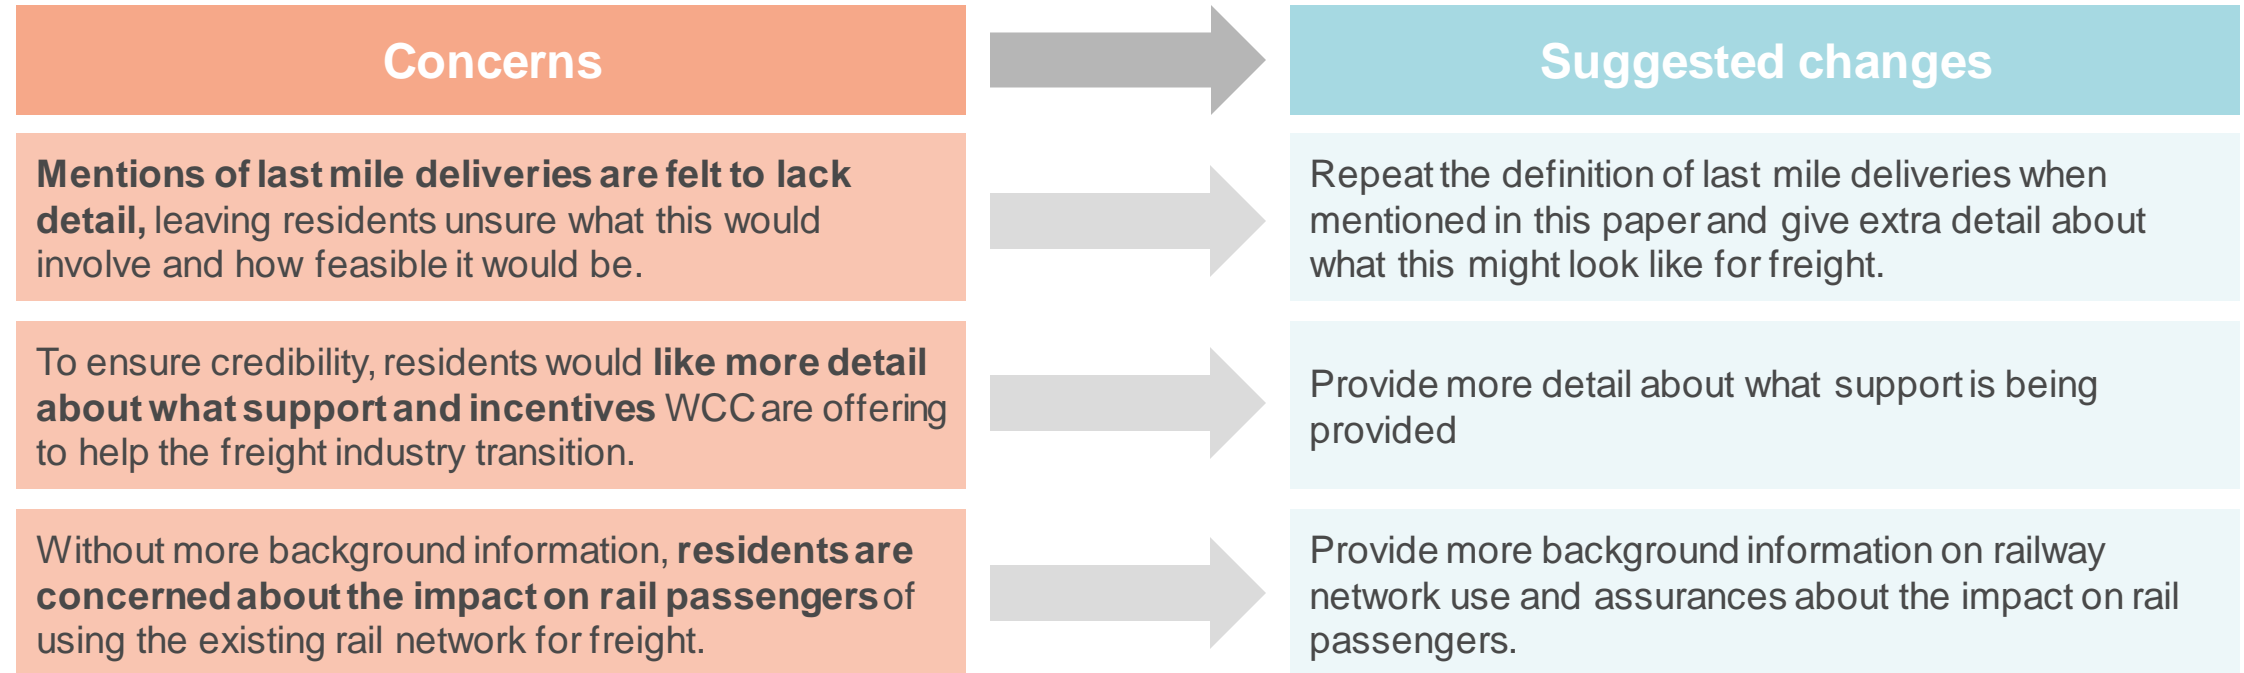 Concerns
Suggested changes
Mentions of last mile deliveries are felt to lack
detail, leaving residents unsure what this would
involve and how feasible it would be.
Repeat the definition of last mile deliveries when
mentioned in this paper and give extra detail about
what this might look like for freight.
To ensure credibility, residents would like more detail
about what support and incentives WCC are offering
to help the freight industry transition.
Provide more detail about what support is being
provided
Without more background information, residents are
concerned about the impact on rail passengers of
using the existing rail network for freight.
Provide more background information on railway
network use and assurances about the impact on rail
passengers.